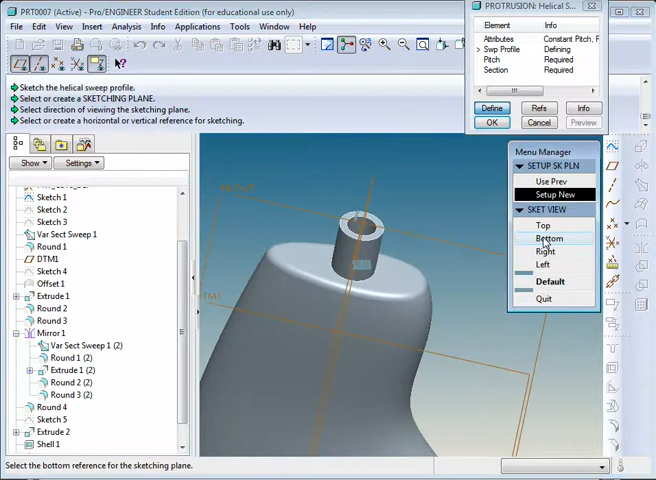 PRT0007 (Active) - Pro/ENGINEER Student Edition (for educational use only)
File Edit View Insert Analysis Info Applications Tools
Sketch the helical sweep profile.
Select or create a SKETCHING PLANE.
Select direction of viewing the sketching plane.
Select or create a horizontal or vertical reference for sketching.
PROTRUSION: Helical S...
Element Info
Attributes Constant Pitch, F
> Swp Profile Defining
Pitch Required
Section Required
Define Refs Info
OK Cancel Preview
Menu Manager
SETUP SK PLN
Use Prev
Setup New
SKET VIEW
Top
Bottom
Right
Left
Default
Quit
Show Settings
Sketch 1
Sketch 2
Sketch 3
Var Sect Sweep 1
Round 1
DTM1
Sketch 4
Offset 1
Extrude 1
Round 2
Round 3
Mirror 1
Var Sect Sweep 1 (2)
Round 1 (2)
Extrude 1 (2)
Round 2 (2)
Round 3 (2)
Round 4
Sketch 5
Extrude 2
Shell 1
Select the bottom reference for the sketching plane.